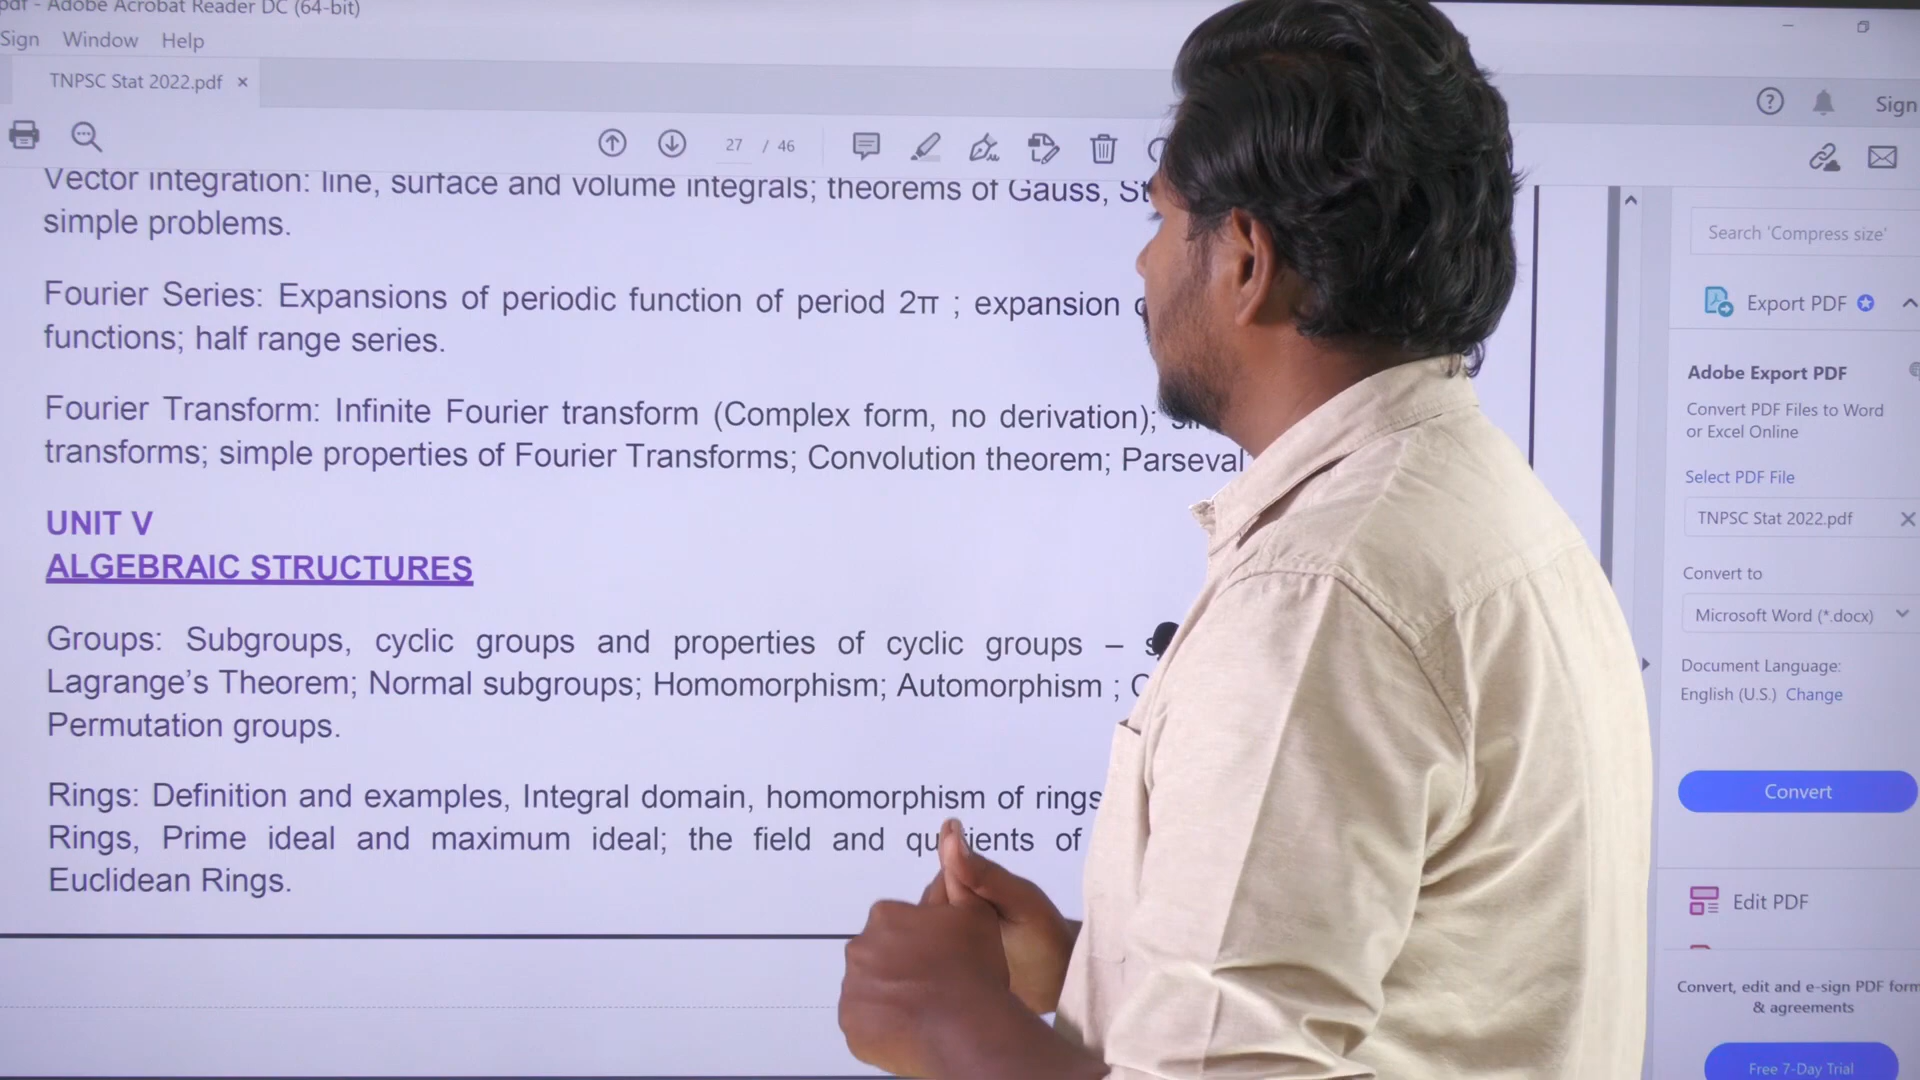 pdf - Adobe Acrobat Reader DC (64-bit)
Sign Window Help
TNPSC Stat 2022.pdf ×
Sign
27 / 46
Vector integration: line, surface and volume integrals; theorems of Gauss,
simple problems.
Fourier Series: Expansions of periodic function of period 2π ; expansion
functions; half range series.
Fourier Transform: Infinite Fourier transform (Complex form, no derivation);
transforms; simple properties of Fourier Transforms; Convolution theorem; Parseval
UNIT V
ALGEBRAIC STRUCTURES
Groups: Subgroups, cyclic groups and properties of cyclic groups –
Lagrange’s Theorem; Normal subgroups; Homomorphism; Automorphism ;
Permutation groups.
Rings: Definition and examples, Integral domain, homomorphism of rings
Rings, Prime ideal and maximum ideal; the field and of
Euclidean Rings.
Search 'Compress size'
Export PDF
Adobe Export PDF
Convert PDF Files to Word
or Excel Online
Select PDF File
TNPSC Stat 2022.pdf ×
Convert to
Microsoft Word (*.docx)
Document Language:
English (U.S.) Change
Convert
Edit PDF
Convert, edit and e-sign PDF form
& agreements
Free 7-Day Trial